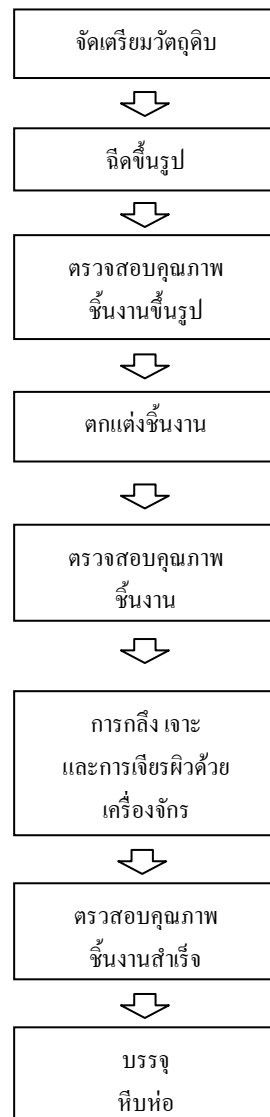 จัดเตรียมวัตถุดิบ
ฉีดขึ้นรูป
ตรวจสอบคุณภาพ
ชิ้นงานขึ้นรูป
ตกแต่งชิ้นงาน
ตรวจสอบคุณภาพ
ชิ้นงาน
การกลึง เจาะ
และการเจียรผิวด้วย
เครื่องจักร
ตรวสอบคุณภาพ
ชิ้นงานสำเร็จ
บรรจุ
หีบห่อ